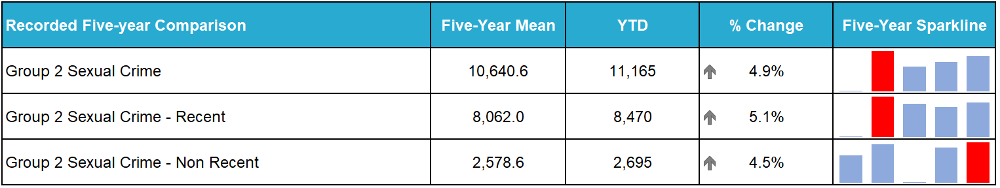 Recorded Five-year Comparison Five-Year Mean YTD % Change Five-Year Sparkline
Group 2 Sexual Crime 10,640.6 11,165 4.9%
Group 2 Sexual Crime - Recent 8,062.0 8,470 5.1%
Group 2 Sexual Crime - Non Recent 2,578.6 2,695 4.5%